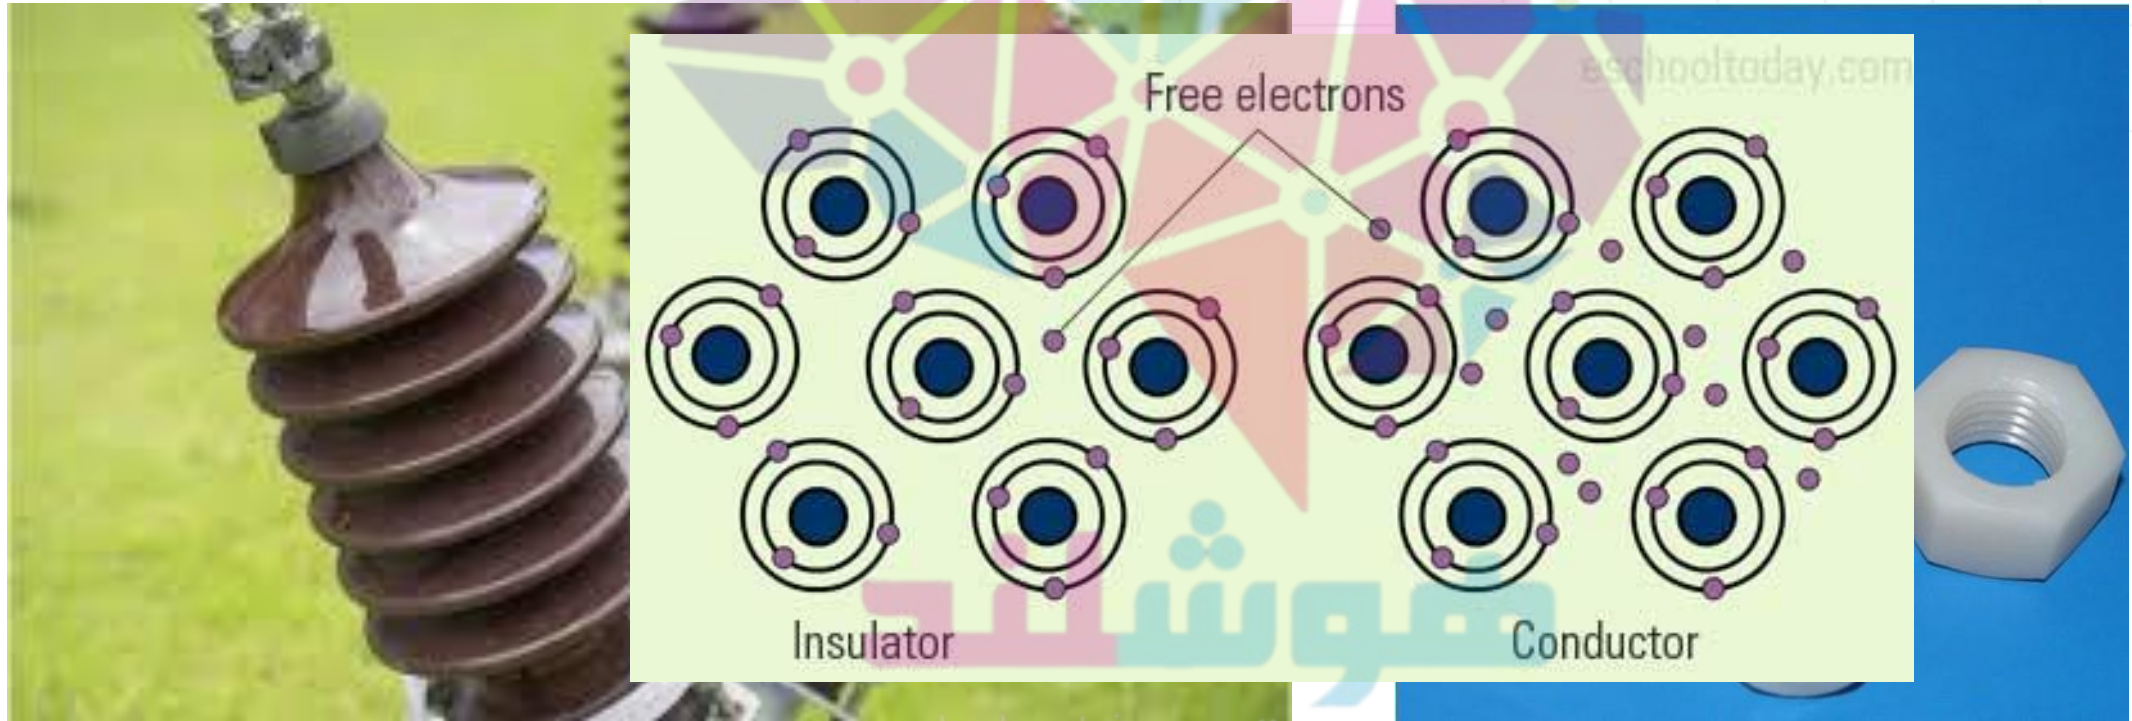 eschooltoday.com
Free electrons
هوشلند
Insulator
Conductor